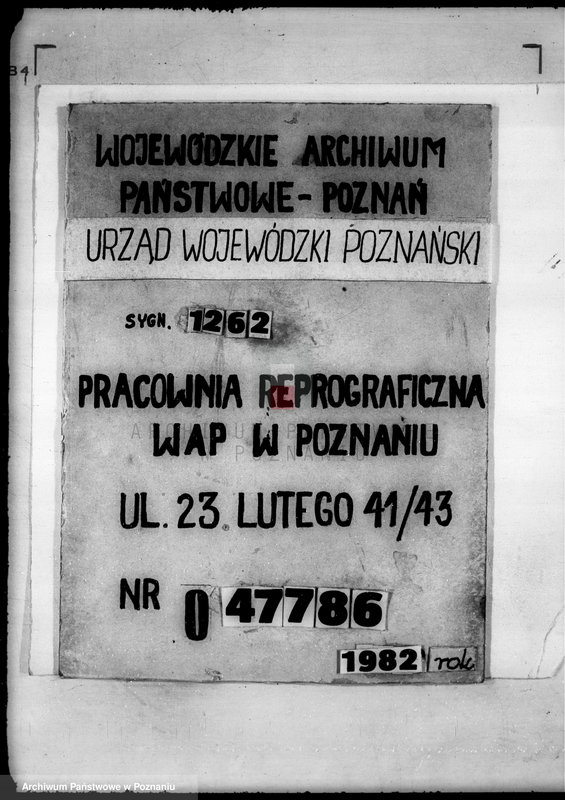 84
WOJEWÓDZKIE ARCHIWUM
PAŃSTWOWE - POZNAŃ
URZĄD WOJEWÓDZKI POZNAŃSKI
SYGN. 1262
PRACOWNIA REPROGRAFICZNA
WAP W POZNANIU
UL. 23 LUTEGO 41/43
NR 0 47786
1982 rok
Archiwum Państwowe w Poznaniu